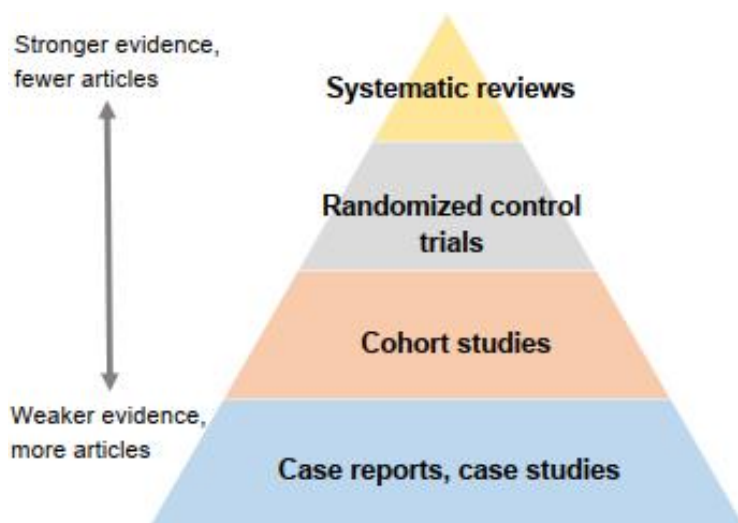 Stronger evidence,
fewer articles
Systematic reviews
Randomized control
trials
Cohort studies
Weaker evidence,
more articles
Case reports, case studies